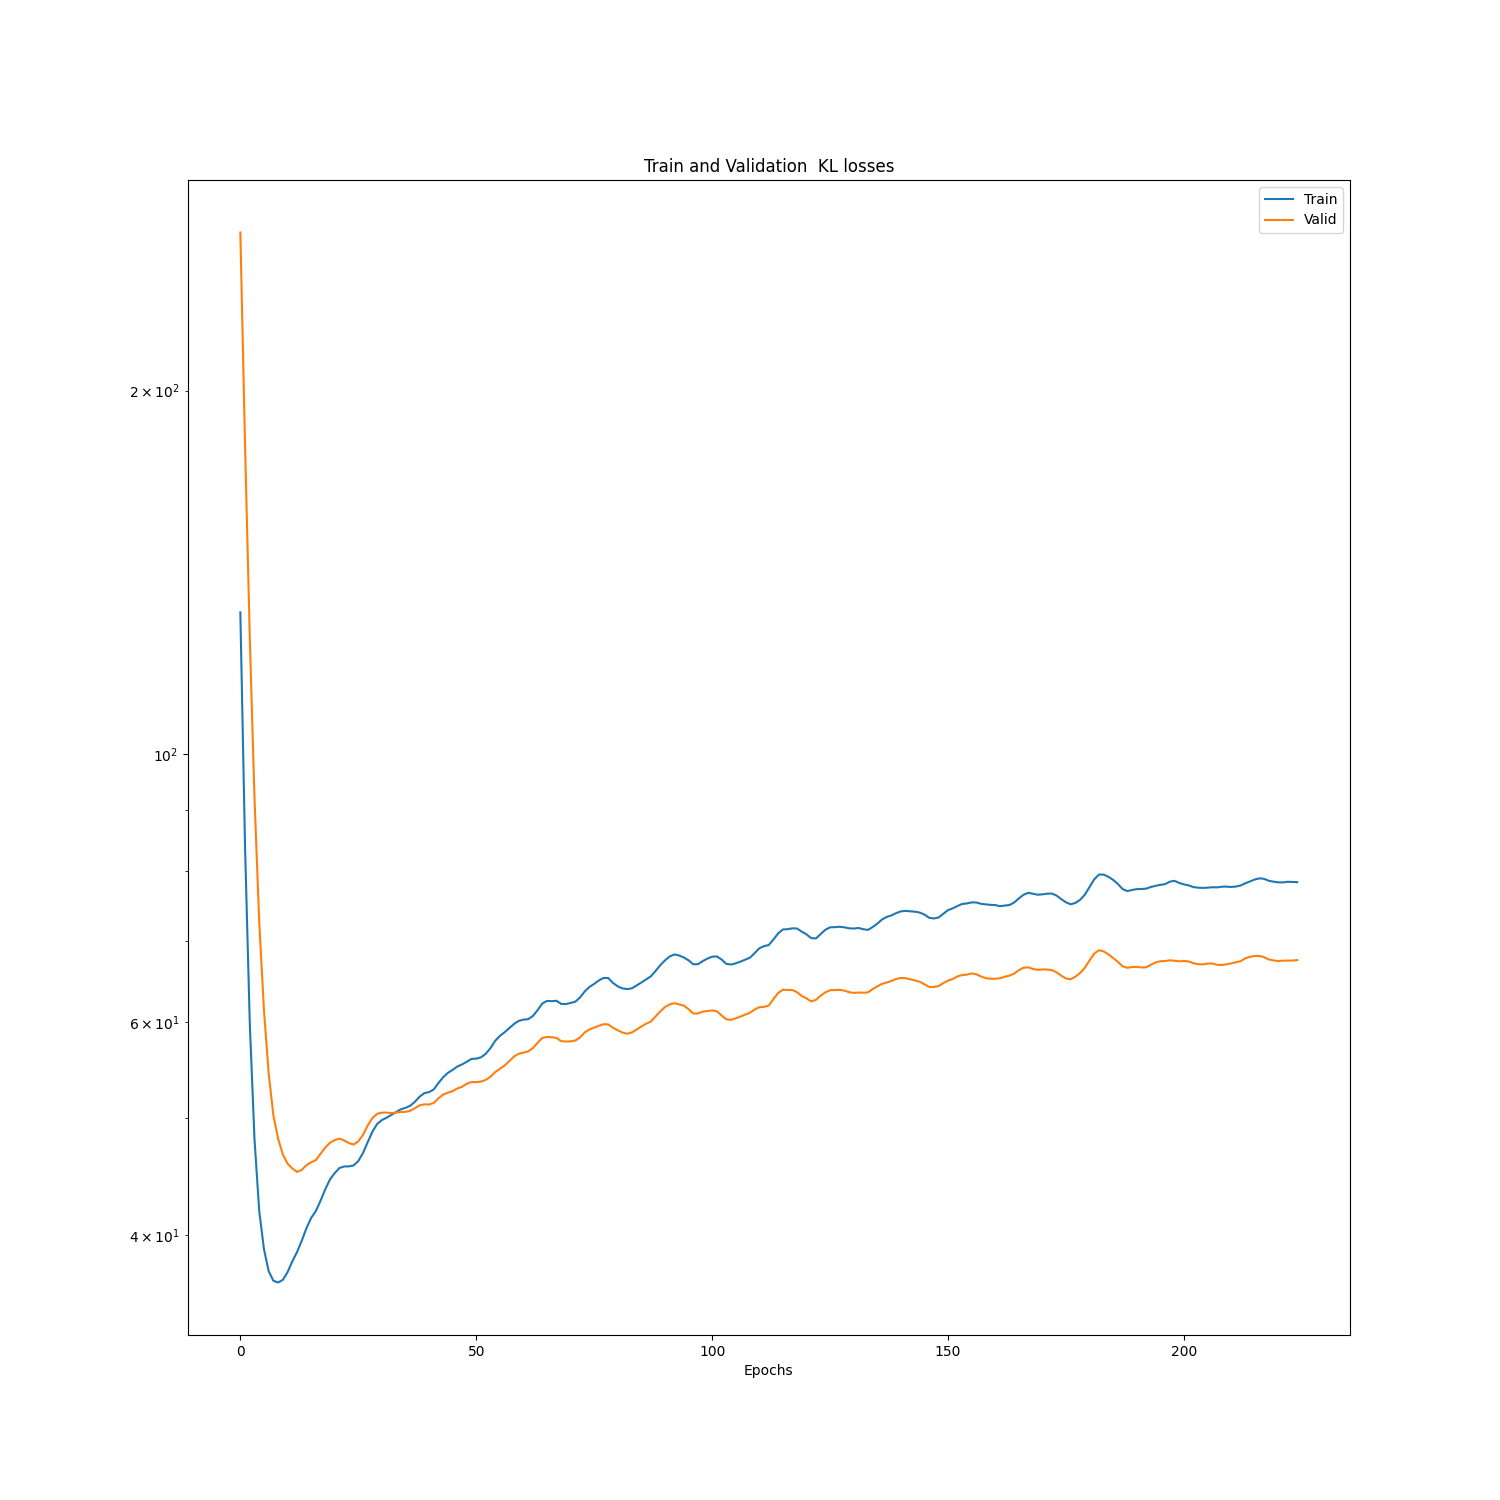 Train and Validation  KL losses
Train
Valid
2 × 10²
10²
6 × 10¹
4 × 10¹
0 50 100 150 200
Epochs